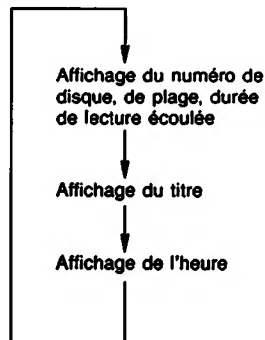 Affichage du numéro de
disque, de plage, durée
de lecture écoulée
Affichage du titre
Affichage de l'heure